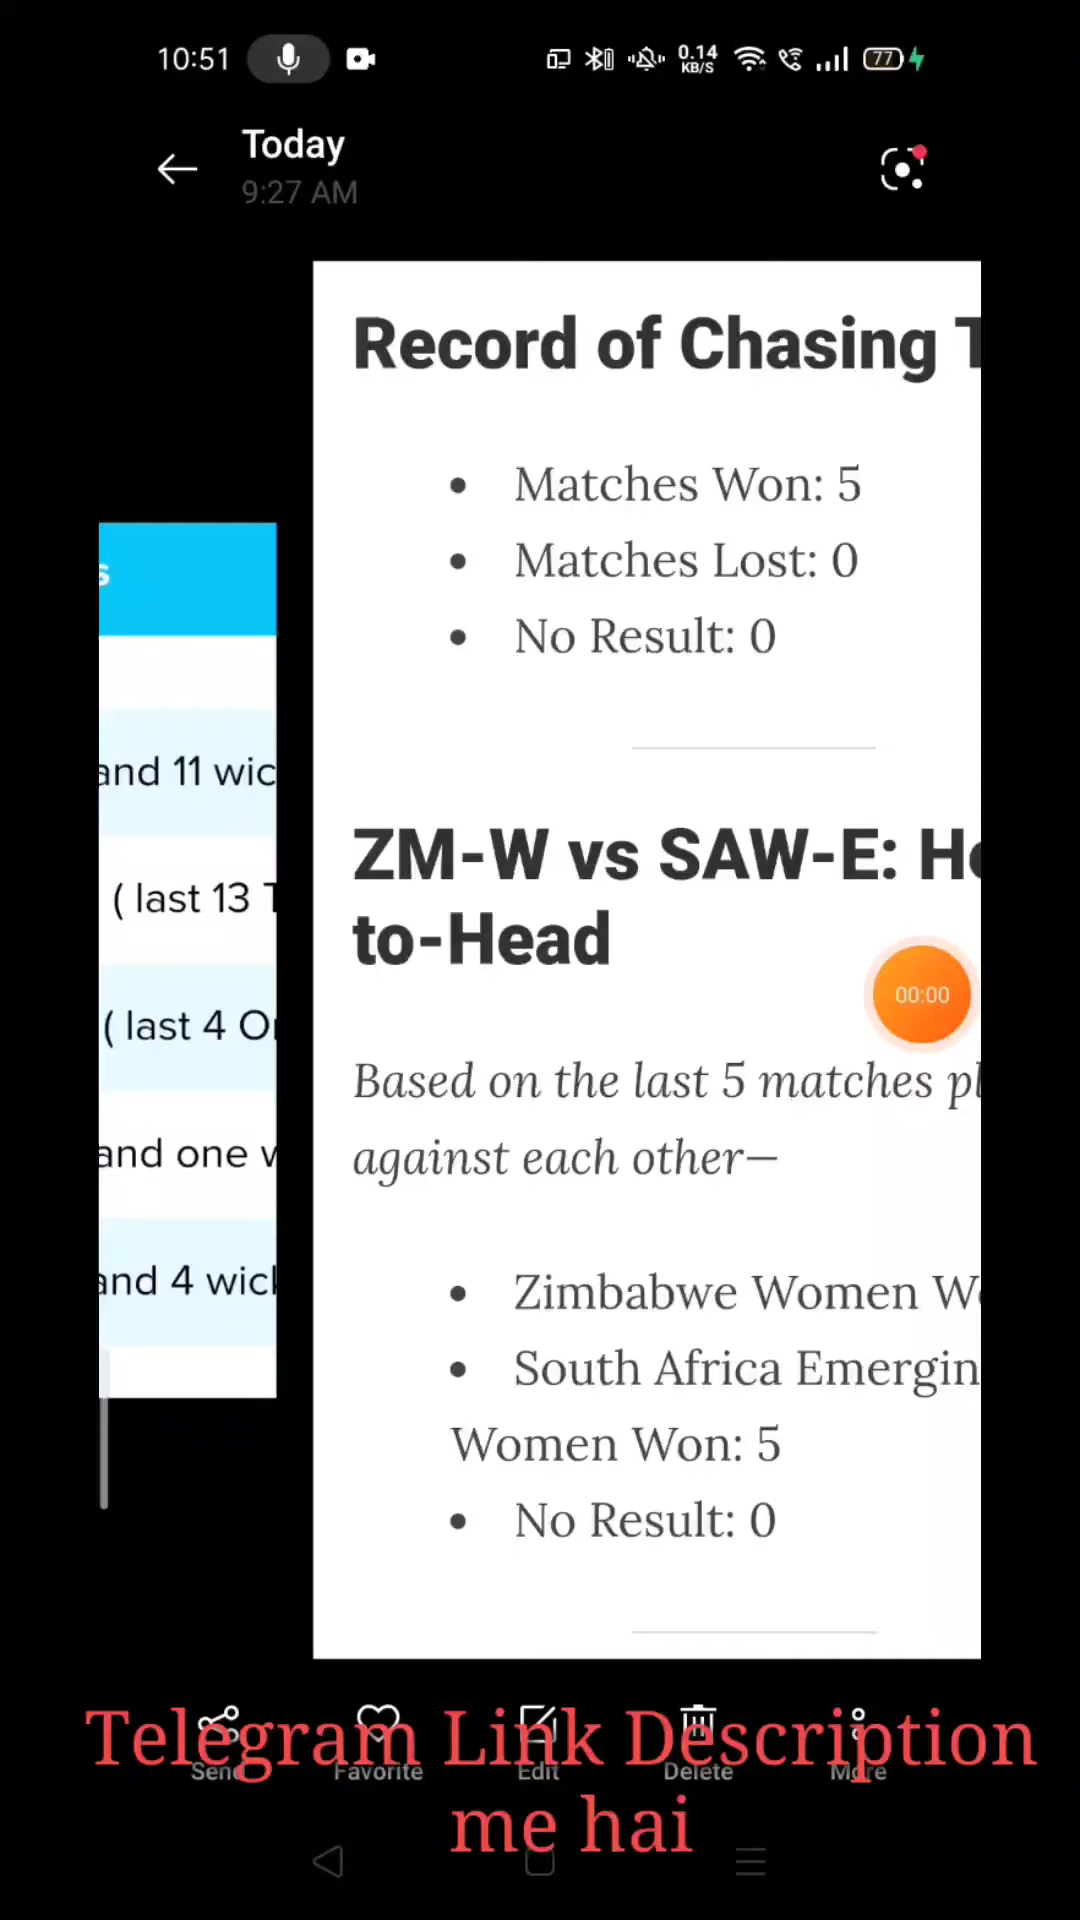 10:51
0.14
KB/S
77
Today
9:27 AM
Record of Chasing
Matches Won: 5
Matches Lost: 0
No Result: 0
s
and 11 wic
( last 13
( last 4 O
and one
and 4 wic
ZM-W vs SAW-E: He
to-Head
00:00
Based on the last 5 matches pl
against each other—
Zimbabwe Women W
South Africa Emergin
Women Won: 5
No Result: 0
Send Favorite Edit Delete More
Telegram Link Description
me hai